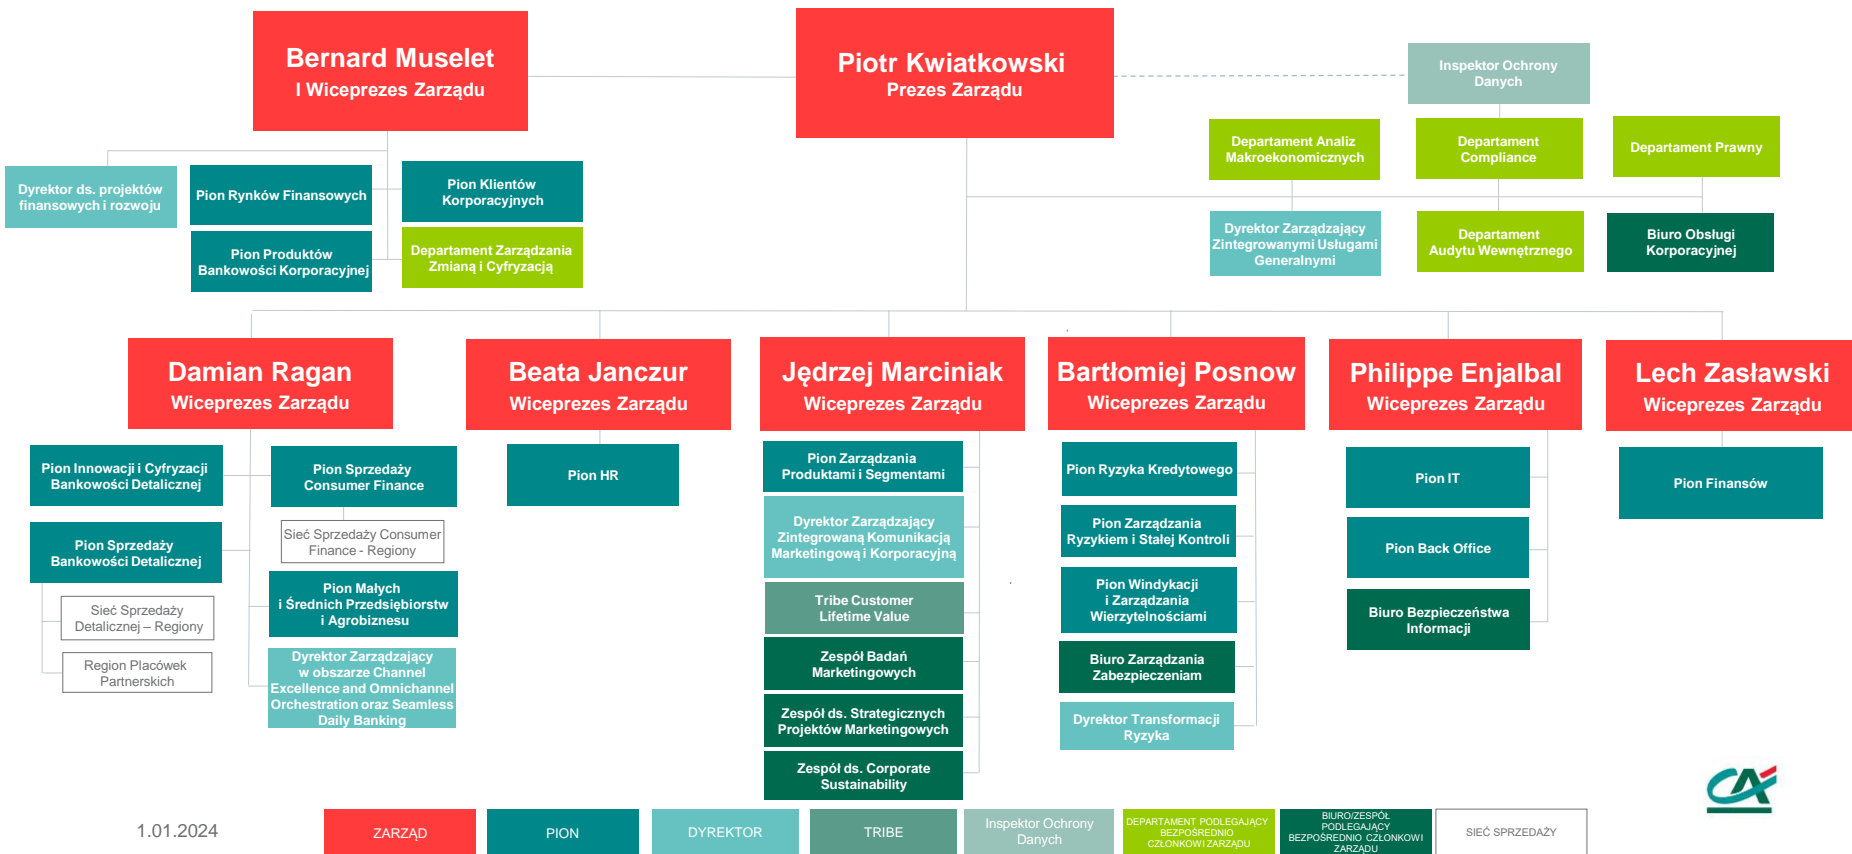 Bernard Muselet
I Wiceprezes Zarządu
Piotr Kwiatkowski
Prezes Zarządu
Inspektor Ochrony
Danych
Departament Analiz
Makroekonomicznych
Departament
Compliance
Departament Prawny
Dyrektor ds. projektów
finansowych i rozwoju
Pion Rynków Finansowych
Pion Klientów
Korporacyjnych
Pion Produktów
Bankowości Korporacyjnej
Departament Zarządzania
Zmianą i Cyfryzacją
Dyrektor Zarządzający
Zintegrowanymi Usługami
Generalnymi
Departament
Audytu Wewnętrznego
Biuro Obsługi
Korporacyjnej
Damian Ragan
Wiceprezes Zarządu
Beata Janczur
Wiceprezes Zarządu
Jędrzej Marciniak
Wiceprezes Zarządu
Bartłomiej Posnow
Wiceprezes Zarządu
Philippe Enjalbal
Wiceprezes Zarządu
Lech Zasławski
Wiceprezes Zarządu
Pion Innowacji i Cyfryzacji
Bankowości Detalicznej
Pion Sprzedaży
Consumer Finance
Sieć Sprzedaży Consumer
Finance - Regiony
Pion Sprzedaży
Bankowości Detalicznej
Sieć Sprzedaży
Detalicznej – Regiony
Region Placówek
Partnerskich
Pion Małych
i Średnich Przedsiębiorstw
i Agrobiznesu
Dyrektor Zarządzający
w obszarze Channel
Excellence and Omnichannel
Orchestration oraz Seamless
Daily Banking
Pion HR
Pion Zarządzania
Produktami i Segmentami
Dyrektor Zarządzający
Zintegrowaną Komunikacją
Marketingową i Korporacyjną
Tribe Customer
Lifetime Value
Zespół Badań
Marketingowych
Zespół ds. Strategicznych
Projektów Marketingowych
Zespół ds. Corporate
Sustainability
Pion Ryzyka Kredytowego
Pion Zarządzania
Ryzykiem i Stałej Kontroli
Pion Windykacji
i Zarządzania
Wierzytelnościami
Biuro Zarządzania
Zabezpieczeniam
Dyrektor Transformacji
Ryzyka
Pion IT
Pion Back Office
Biuro Bezpieczeństwa
Informacji
Pion Finansów
CA
1.01.2024
ZARZĄD
PION
DYREKTOR
TRIBE
Inspektor Ochrony
Danych
DEPARTAMENT PODLEGAJĄCY
BEZPOŚREDNIO
CZŁONKOWI ZARZĄDU
BIURO/ZESPÓŁ
PODLEGAJĄCY
BEZPOŚREDNIO CZŁONKOWI
ZARZĄDU
SIEĆ SPRZEDAŻY